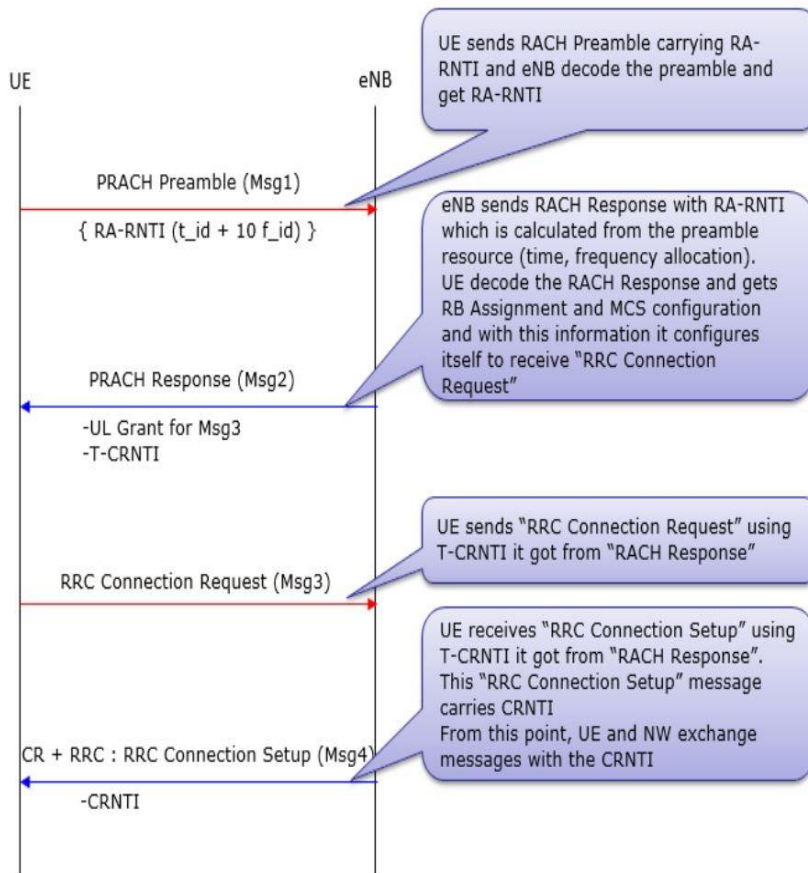 UE sends RACH Preamble carrying RA-
RNTI and eNB decode the preamble and
get RA-RNTI
UE
eNB
PRACH Preamble (Msg1)
{ RA-RNTI (t_id + 10 f_id) }
eNB sends RACH Response with RA-RNTI
which is calculated from the preamble
resource (time, frequency allocation).
UE decode the RACH Response and gets
RB Assignment and MCS configuration
and with this information it configures
itself to receive “RRC Connection
Request”
PRACH Response (Msg2)
-UL Grant for Msg3
-T-CRNTI
UE sends “RRC Connection Request” using
T-CRNTI it got from “RACH Response”
RRC Connection Request (Msg3)
UE receives “RRC Connection Setup” using
T-CRNTI it got from “RACH Response”.
This “RRC Connection Setup” message
carries CRNTI
From this point, UE and NW exchange
messages with the CRNTI
CR + RRC : RRC Connection Setup (Msg4)
-CRNTI